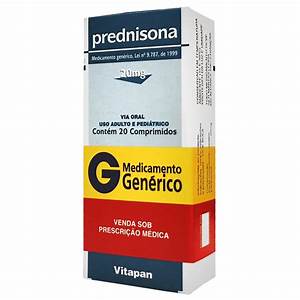 prednisona
Medicamento genérico. Lei nº 9.787, de 1999
20mg
VIA ORAL
USO ADULTO E PEDIÁTRICO
Contém 20 Comprimidos
G Medicamento
Genérico
VENDA SOB
PRESCRIÇÃO MÉDICA
Vitapan